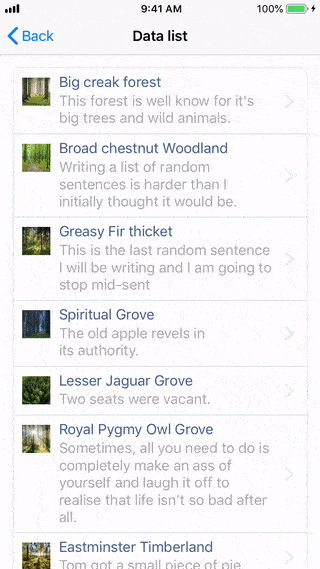 9:41 AM
100%
Back
Data list
Big creak forest
This forest is well know for it's
big trees and wild animals.
Broad chestnut Woodland
Writing a list of random
sentences is harder than I
initially thought it would be.
Greasy Fir thicket
This is the last random sentence
I will be writing and I am going to
stop mid-sent
Spiritual Grove
The old apple revels in
its authority.
Lesser Jaguar Grove
Two seats were vacant.
Royal Pygmy Owl Grove
Sometimes, all you need to do is
completely make an ass of
yourself and laugh it off to
realise that life isn't so bad after
all.
Eastminster Timberland
Tom got a small piece of pie.